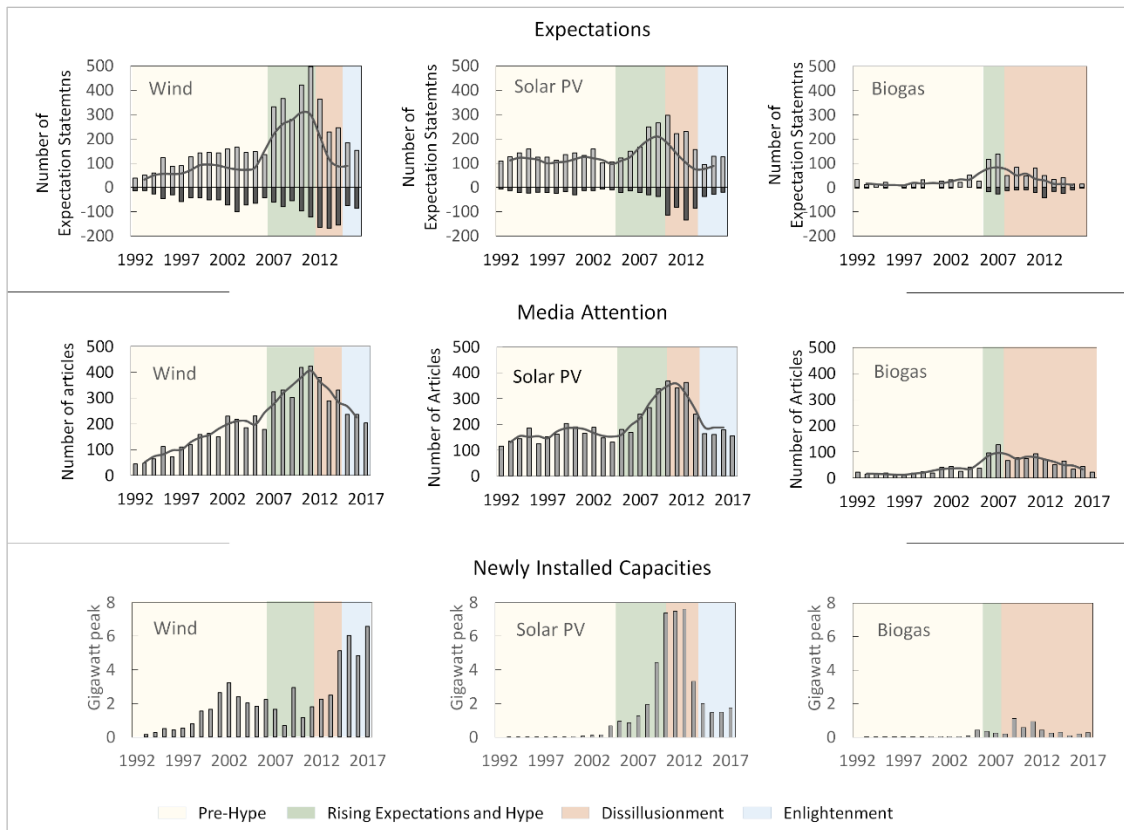 Expectations
Number of
Expectation Statemtns
500
400
300
200
100
0
-100
-200
Wind
1992 1997 2002 2007 2012
Number of
Expectation Statemtns
500
400
300
200
100
0
-100
-200
Solar PV
1992 1997 2002 2007 2012
Number of
Expectation Statemtns
500
400
300
200
100
0
-100
-200
Biogas
1992 1997 2002 2007 2012
Media Attention
Number of articles
500
400
300
200
100
0
Wind
1992 1997 2002 2007 2012 2017
Number of Articles
500
400
300
200
100
0
Solar PV
1992 1997 2002 2007 2012 2017
Number of Articles
500
400
300
200
100
0
Biogas
1992 1997 2002 2007 2012 2017
Newly Installed Capacities
Gigawatt peak
8
6
4
2
0
Wind
1992 1997 2002 2007 2012 2017
Gigawatt peak
8
6
4
2
0
Solar PV
1992 1997 2002 2007 2012 2017
Gigawatt peak
8
6
4
2
0
Biogas
1992 1997 2002 2007 2012 2017
Pre-Hype Rising Expectations and Hype Dissillusionment Enlightenment